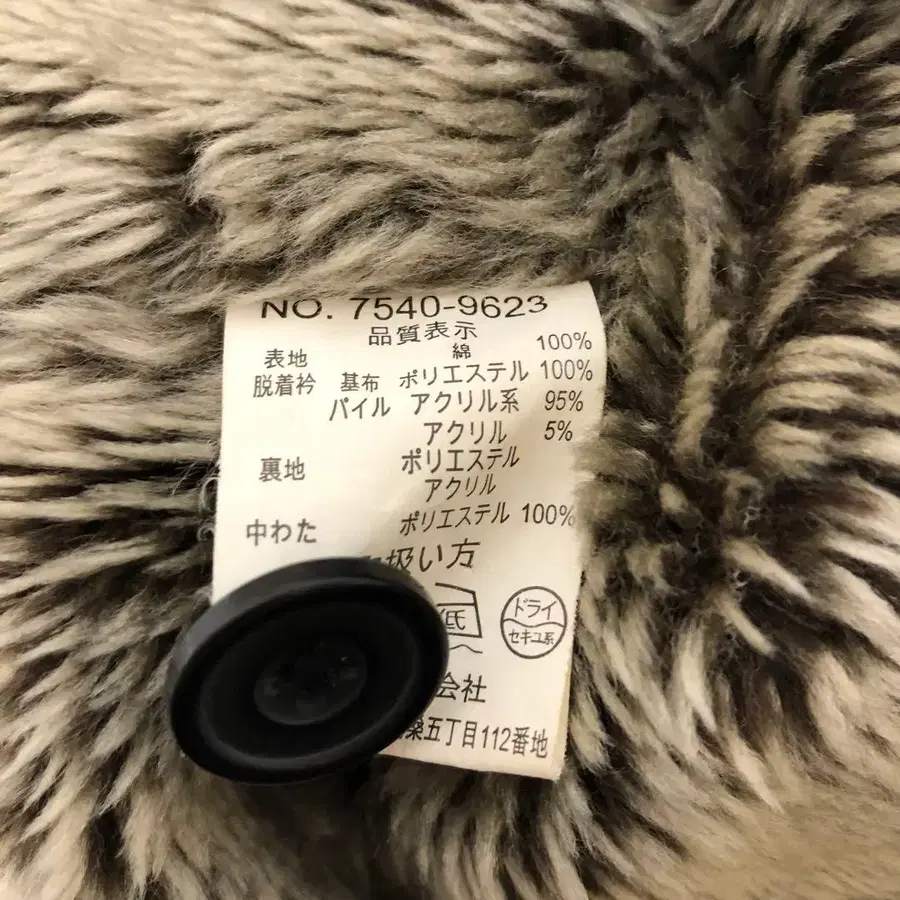 NO. 7540-9623
品質表示
表地 綿 100%
脱着衿 基布 ポリエステル 100%
パイル アクリル系 95%
アクリル 5%
裏地 ポリエステル
アクリル
中わた ポリエステル 100%
扱い方
低
ドライ
セキユ系
会社
桑五丁目112番地